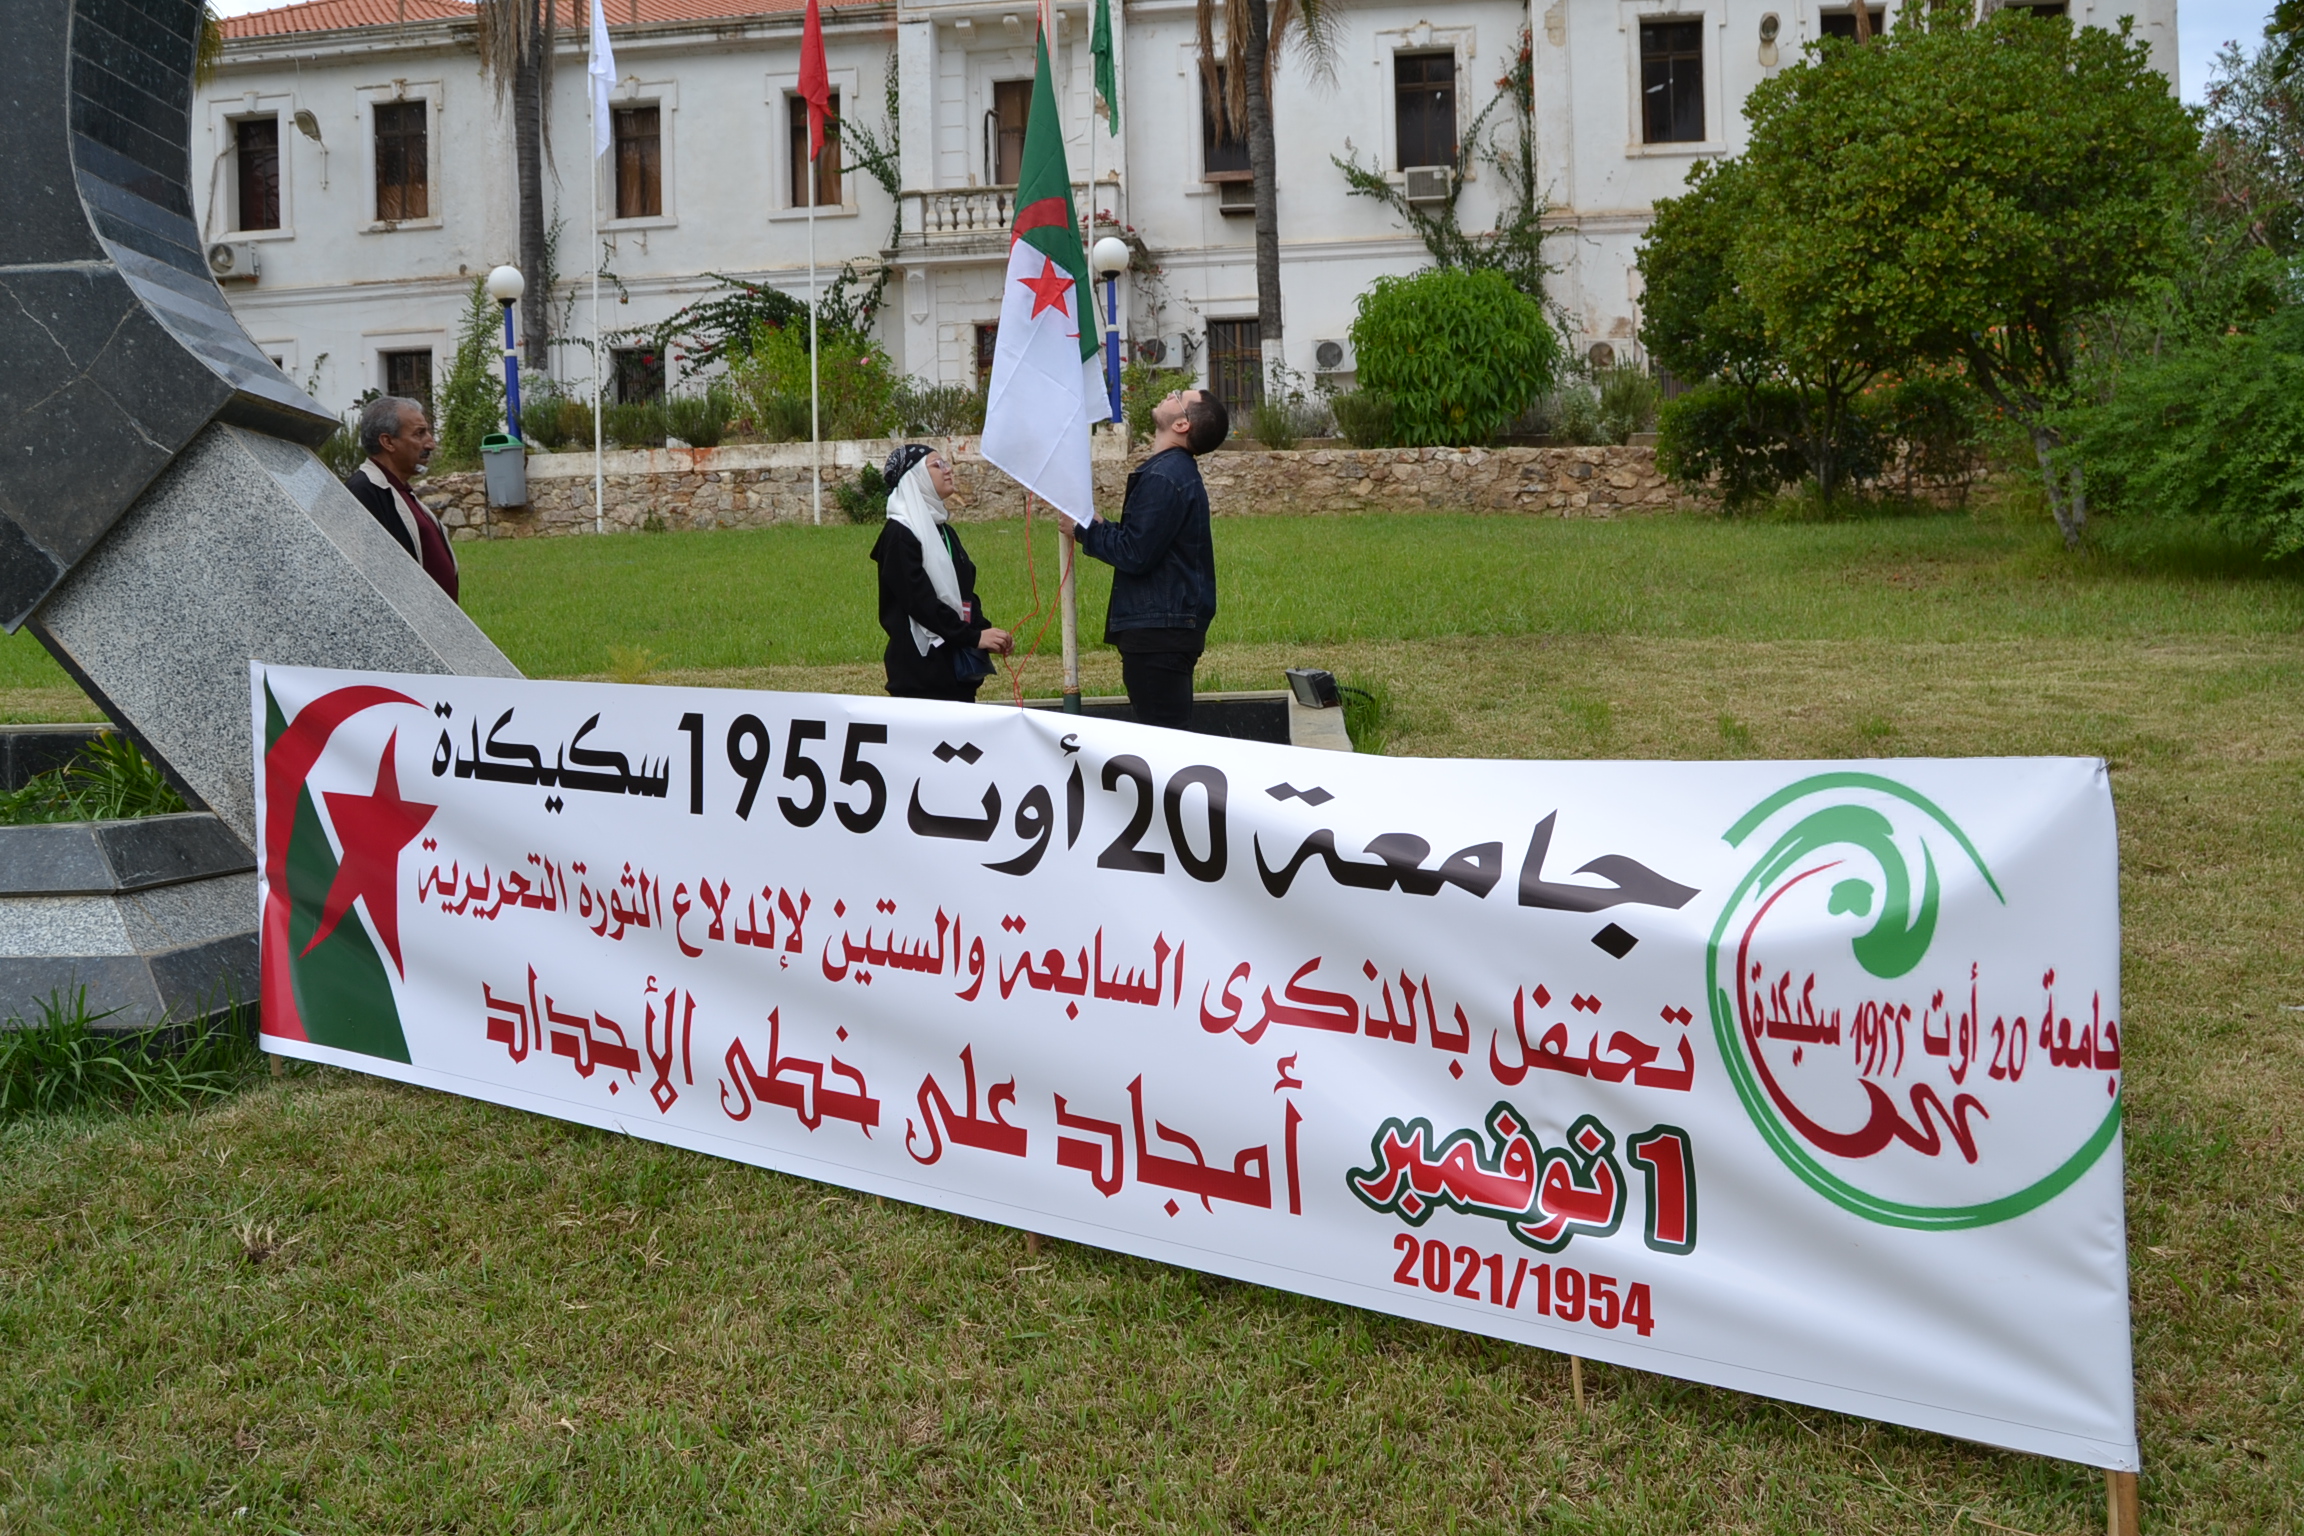 جامعة 20 أوت 1955 سكيكدة
تحتفل بالذكرى السابعة والستين لإندلاع الثورة التحريرية
1 نوفمبر
2021/1954
أمجاد على خطى الأجداد
جامعة 20 أوت 1955 سكيكدة